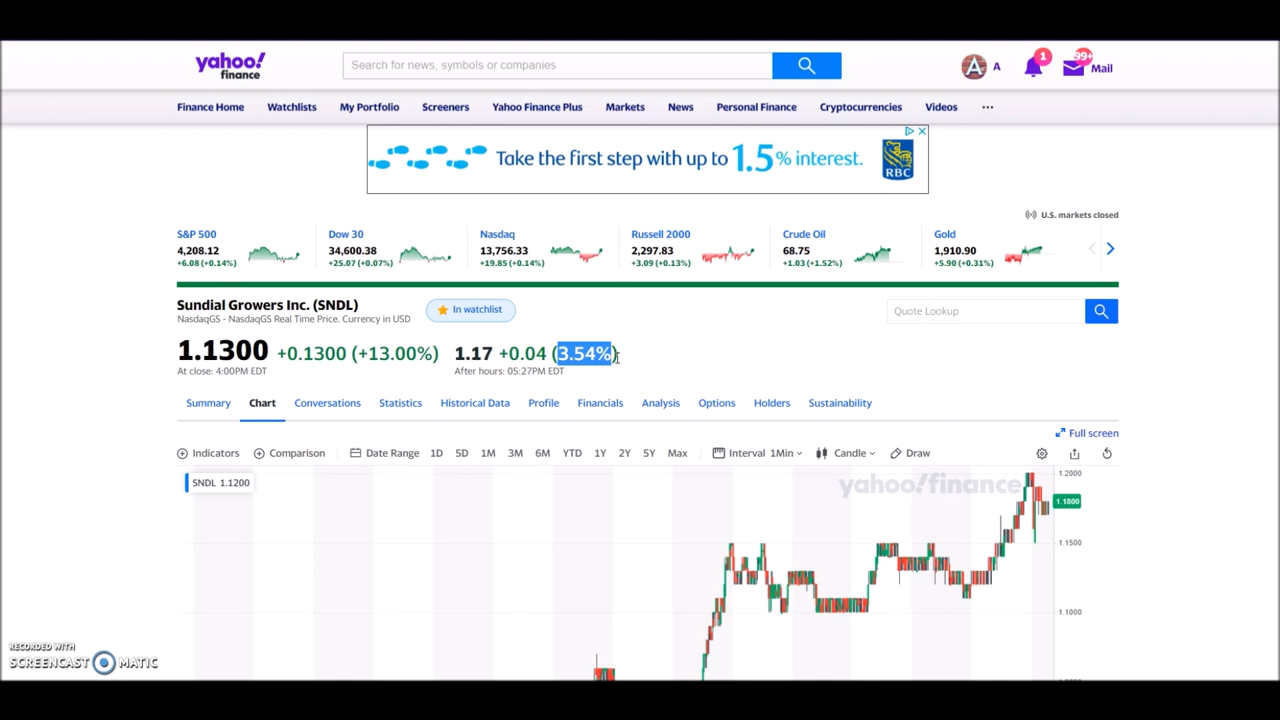 yahoo!
finance
Search for news, symbols or companies
A
A
1
99+
Mail
Finance Home
Watchlists
My Portfolio
Screeners
Yahoo Finance Plus
Markets
News
Personal Finance
Cryptocurrencies
Videos
Take the first step with up to 1.5% interest.
RBC
U.S. markets closed
S&P 500
4,208.12
+6.08 (+0.14%)
Dow 30
34,600.38
+25.07 (+0.07%)
Nasdaq
13,756.33
+19.85 (+0.14%)
Russell 2000
2,297.83
+3.09 (+0.13%)
Crude Oil
68.75
+1.03 (+1.52%)
Gold
1,910.90
+5.90 (+0.31%)
Sundial Growers Inc. (SNDL)
NasdaqGS - NasdaqGS Real Time Price. Currency in USD
In watchlist
Quote Lookup
1.1300 +0.1300 (+13.00%)
At close: 4:00PM EDT
1.17 +0.04 (3.54%)
After hours: 05:27PM EDT
Summary
Chart
Conversations
Statistics
Historical Data
Profile
Financials
Analysis
Options
Holders
Sustainability
Full screen
Indicators
Comparison
Date Range
1D
5D
1M
3M
6M
YTD
1Y
2Y
5Y
Max
Interval 1Min
Candle
Draw
SNDL 1.1200
yahoo!finance
1.2000
1.1800
1.1500
1.1000
RECORDED WITH
SCREENCAST MATIC